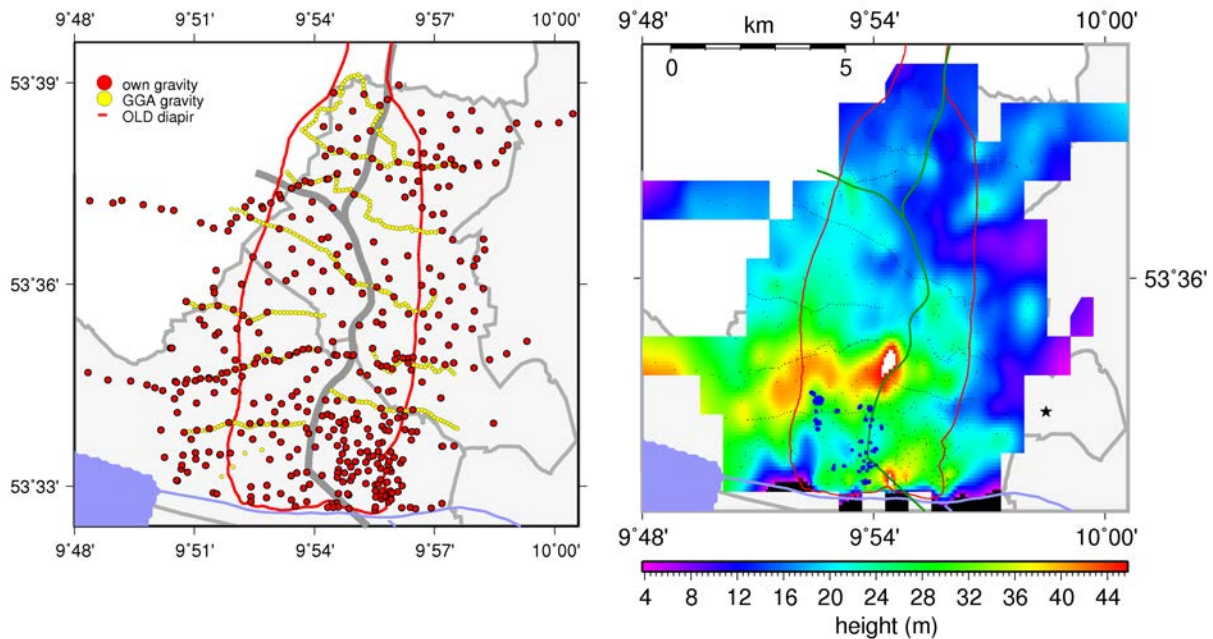 9˚48' 9˚51' 9˚54' 9˚57' 10˚00'
53˚39'
own gravity
GGA gravity
OLD diapir
53˚36'
53˚33'
9˚48' 9˚51' 9˚54' 9˚57' 10˚00'
9˚48' 9˚54' 10˚00'
km
0 5
53˚36'
9˚48' 9˚54' 10˚00'
4 8 12 16 20 24 28 32 36 40 44
height (m)